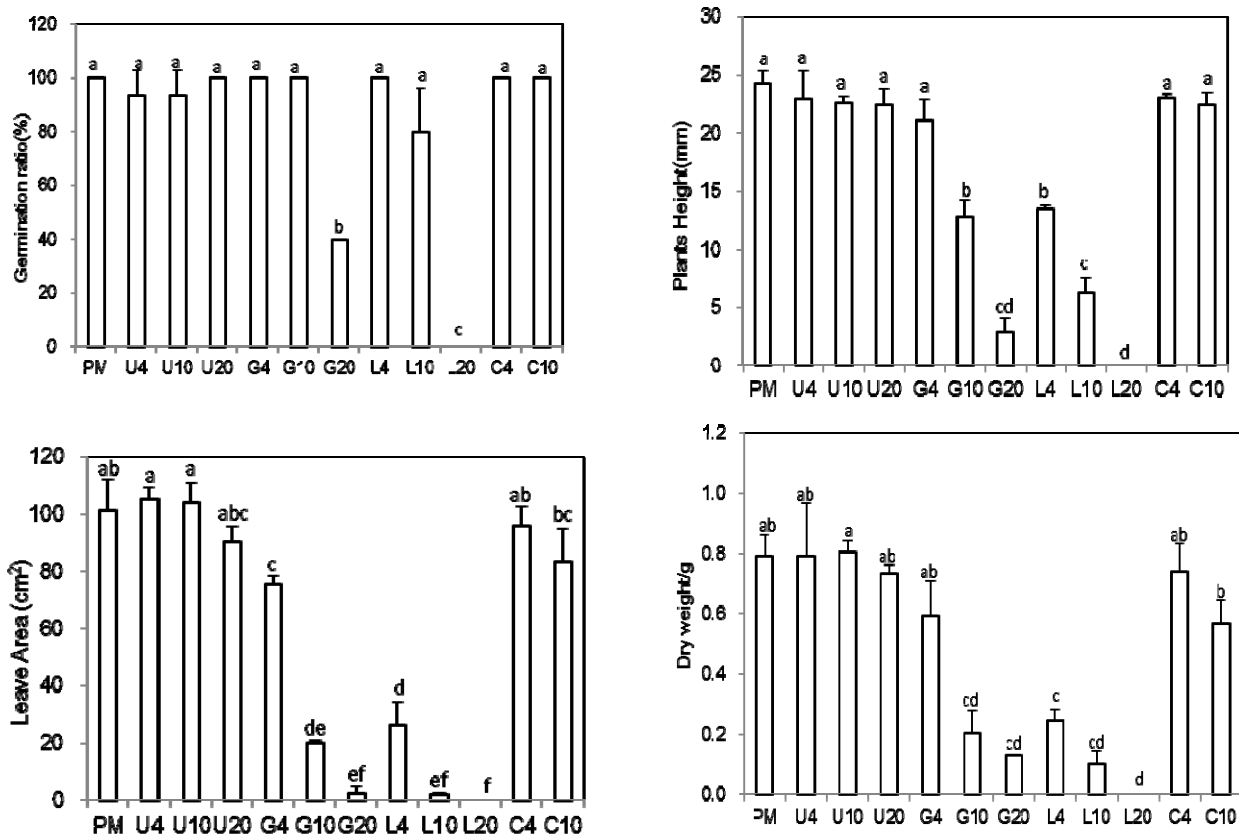 120
a a a a a a a a a a
100
80
60
b
40
20
c
0
Germination ratio(%)
PM U4 U10 U20 G4 G10 G20 L4 L10 L20 C4 C10
30
a a a a a a a
25
20
b b
15
10
c
5
cd
d
0
Plants Height(mm)
PM U4 U10 U20 G4 G10 G20 L4 L10 L20 C4 C10
120
ab a a abc ab bc
100
80
c
60
40
d
de
20
ef ef f
0
Leave Area (cm²)
PM U4 U10 U20 G4 G10 G20 L4 L10 L20 C4 C10
1.2
1.0
ab ab a ab ab ab
0.8
b
0.6
0.4
cd c
0.2
cd cd
d
0.0
Dry weight/g
PM U4 U10 U20 G4 G10 G20 L4 L10 L20 C4 C10